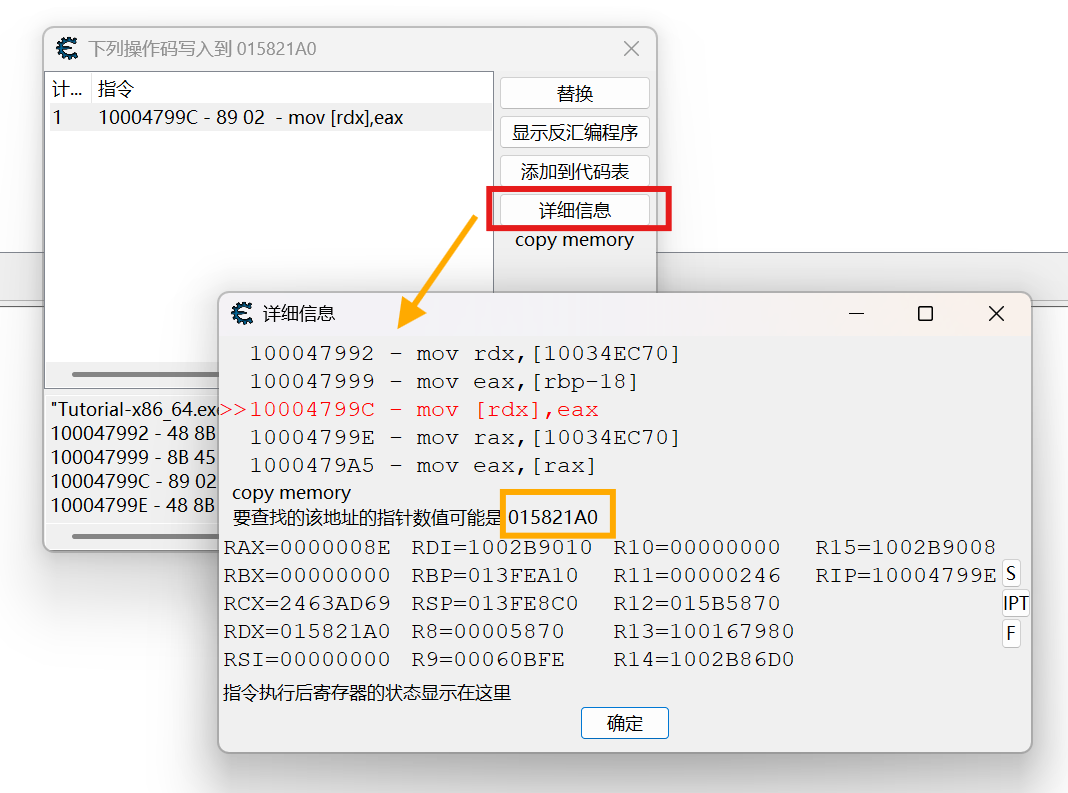 下列操作码写入到 015821A0
计... 指令
1 10004799C - 89 02 - mov [rdx],eax
替换
显示反汇编程序
添加到代码表
详细信息
copy memory
"Tutorial-x86_64.exe
100047992 - 48 8B
100047999 - 8B 45
10004799C - 89 02
10004799E - 48 8B
详细信息
100047992 - mov rdx,[10034EC70]
100047999 - mov eax,[rbp-18]
>>10004799C - mov [rdx],eax
10004799E - mov rax,[10034EC70]
1000479A5 - mov eax,[rax]
copy memory
要查找的该地址的指针数值可能是 015821A0
RAX=0000008E RDI=1002B9010 R10=00000000 R15=1002B9008
RBX=00000000 RBP=013FEA10 R11=00000246 RIP=10004799E
RCX=2463AD69 RSP=013FE8C0 R12=015B5870
RDX=015821A0 R8=00005870 R13=100167980
RSI=00000000 R9=00060BFE R14=1002B86D0
S
IPT
F
指令执行后寄存器的状态显示在这里
确定